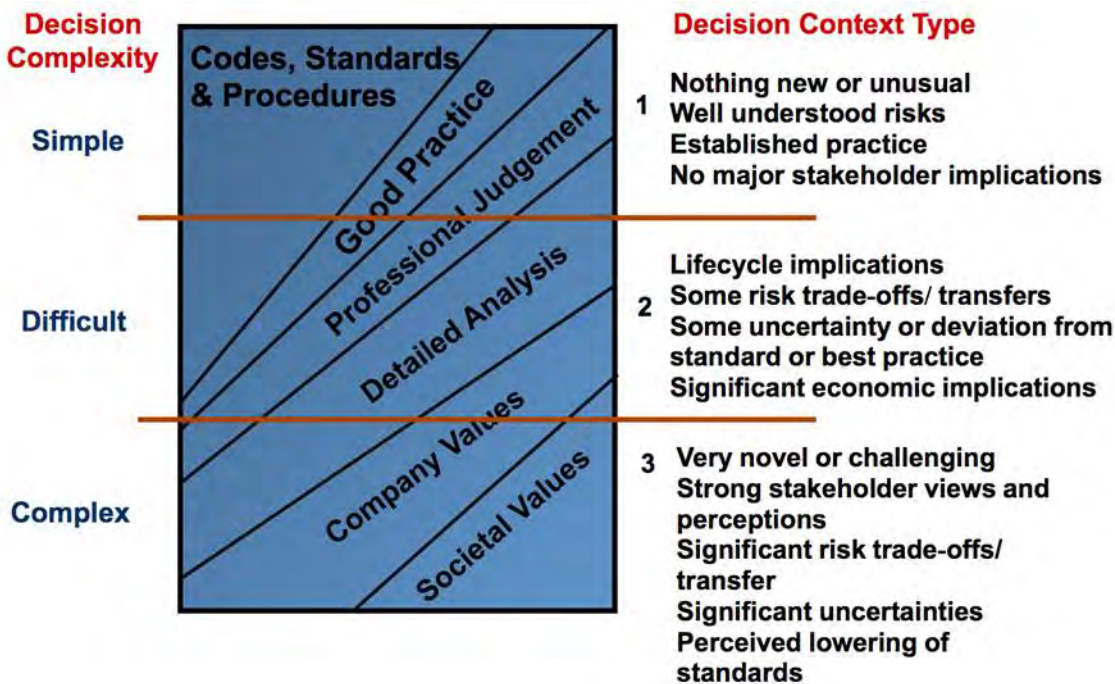 Decision
Complexity
Simple
Difficult
Complex
Codes, Standards
& Procedures
Good Practice
Professional Judgement
Detailed Analysis
Company Values
Societal Values
Decision Context Type
1
Nothing new or unusual
Well understood risks
Established practice
No major stakeholder implications
2
Lifecycle implications
Some risk trade-offs/ transfers
Some uncertainty or deviation from
standard or best practice
Significant economic implications
3
Very novel or challenging
Strong stakeholder views and
perceptions
Significant risk trade-offs/
transfer
Significant uncertainties
Perceived lowering of
standards